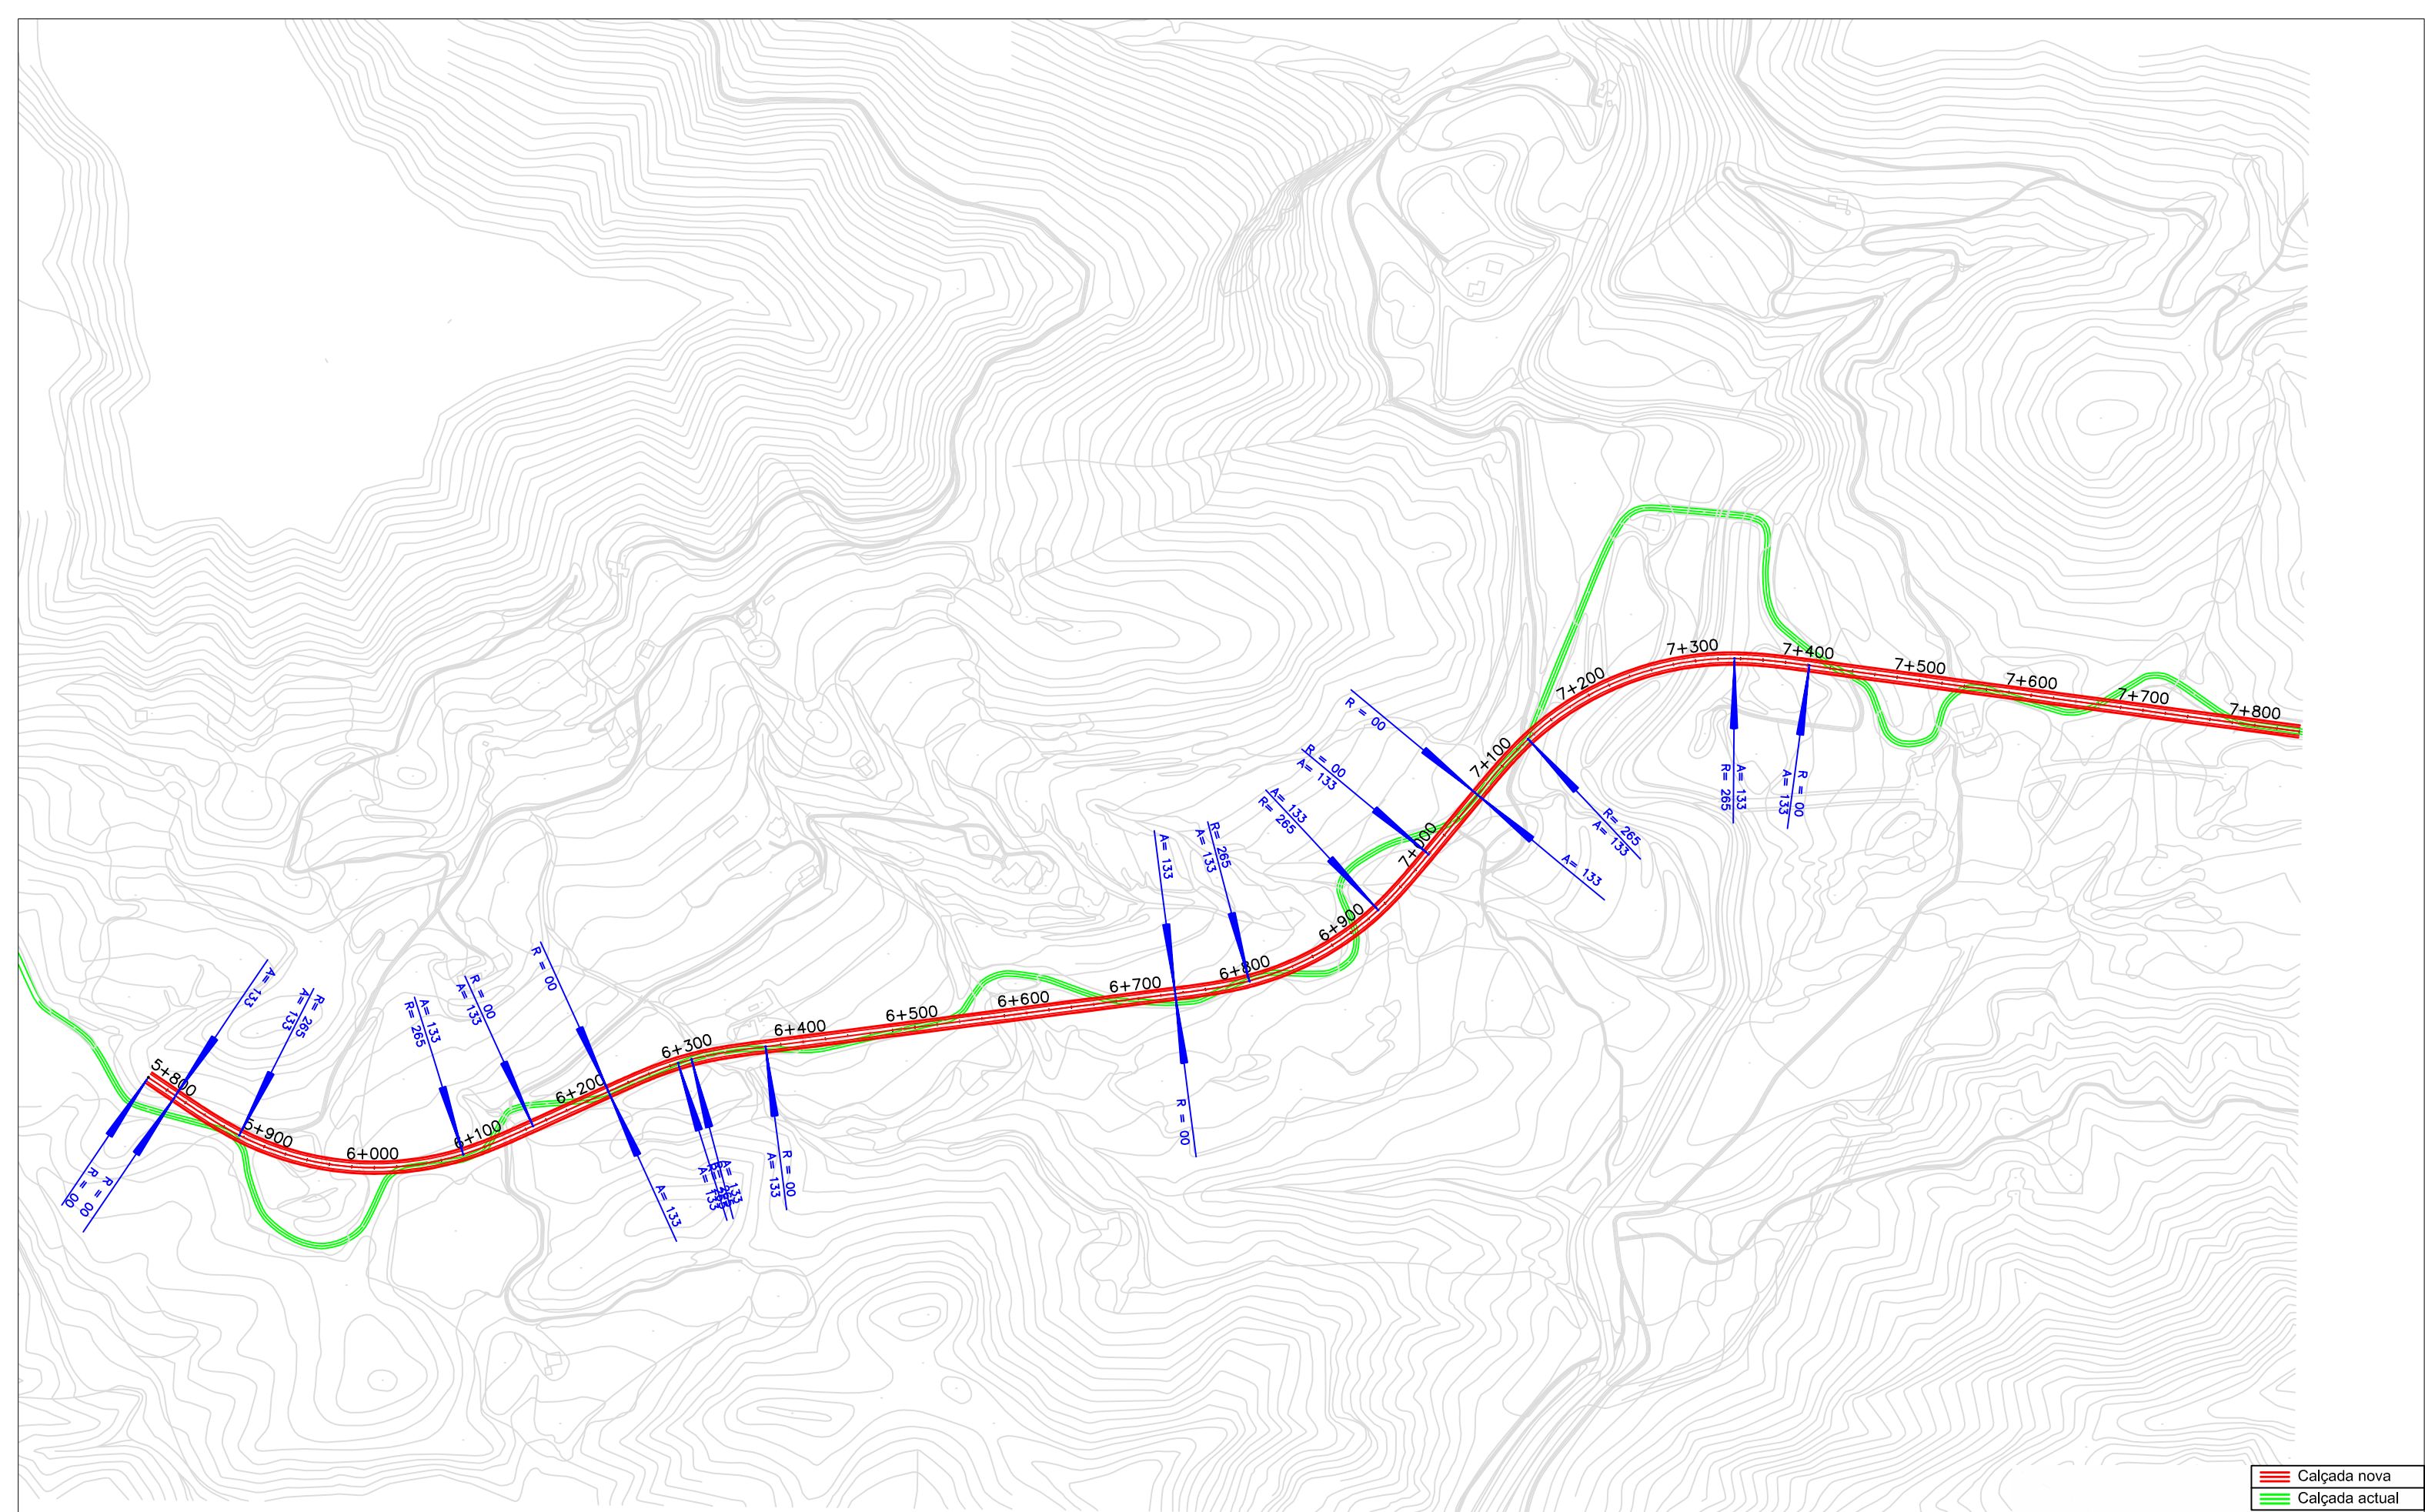 5+800
5+900
6+000
6+100
6+200
6+300
6+400
6+500
6+600
6+700
6+800
6+900
7+000
7+100
7+200
7+300
7+400
7+500
7+600
7+700
7+800
R = 00
R = 00
A= 133
R= 265
A= 133
A= 133
R= 265
R = 00
A= 133
R = 00
A= 133
A= 133
R= 265
A= 133
R = 00
A= 133
A= 133
R = 00
R= 265
A= 133
A= 133
R= 265
R = 00
A= 133
R = 00
A= 133
R= 265
A= 133
A= 133
R= 265
R = 00
A= 133
Calçada nova
Calçada actual